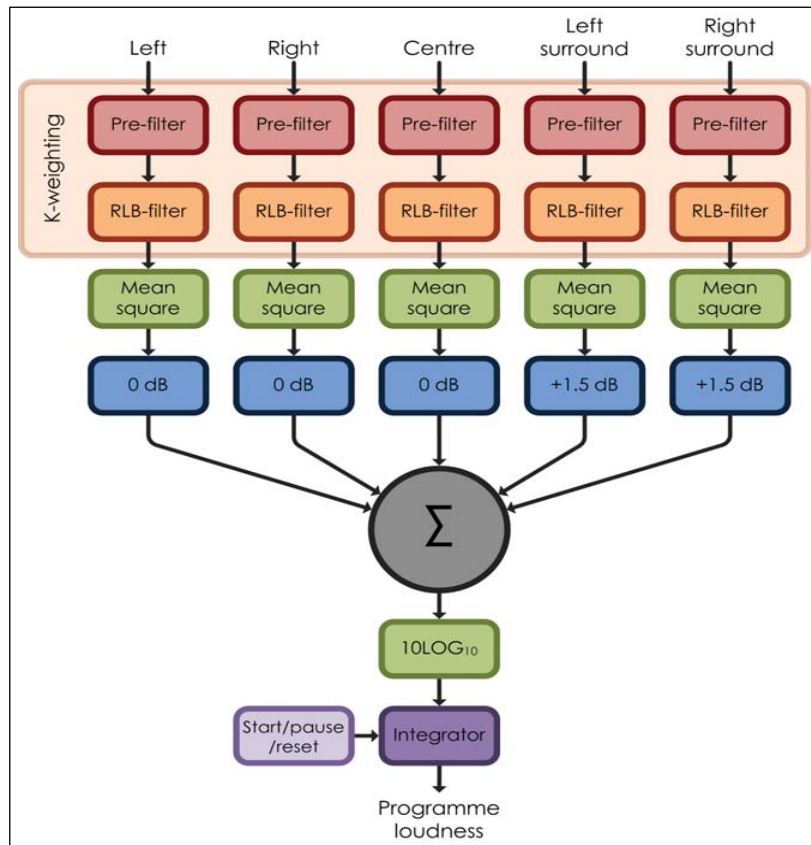 Left
Right
Centre
Left
surround
Right
surround
K-weighting
Pre-filter
Pre-filter
Pre-filter
Pre-filter
Pre-filter
RLB-filter
RLB-filter
RLB-filter
RLB-filter
RLB-filter
Mean
square
Mean
square
Mean
square
Mean
square
Mean
square
0 dB
0 dB
0 dB
+1.5 dB
+1.5 dB
Σ
10LOG₁₀
Start/pause
/reset
Integrator
Programme
loudness